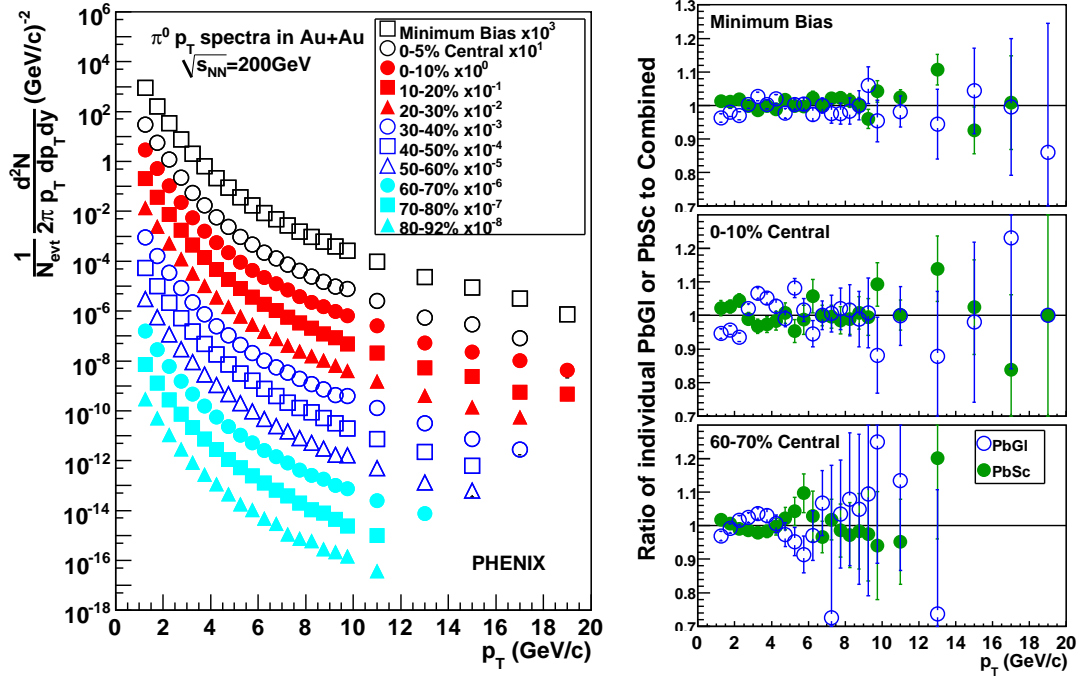 1/N_evt d²N/2π p_T dp_T dy (GeV/c)⁻²
10⁶
10⁴
10²
1
10⁻²
10⁻⁴
10⁻⁶
10⁻⁸
10⁻¹⁰
10⁻¹²
10⁻¹⁴
10⁻¹⁶
10⁻¹⁸
π⁰ p_T spectra in Au+Au
√s_NN=200GeV
Minimum Bias x10³
0-5% Central x10¹
0-10% x10⁰
10-20% x10⁻¹
20-30% x10⁻²
30-40% x10⁻³
40-50% x10⁻⁴
50-60% x10⁻⁵
60-70% x10⁻⁶
70-80% x10⁻⁷
80-92% x10⁻⁸
PHENIX
0 2 4 6 8 10 12 14 16 18 20
p_T (GeV/c)
Ratio of individual PbGl or PbSc to Combined
Minimum Bias
1.3
1.2
1.1
1
0.9
0.8
0.7
0-10% Central
1.2
1.1
1
0.9
0.8
0.7
60-70% Central
PbGl
PbSc
1.2
1.1
1
0.9
0.8
0.7
0 2 4 6 8 10 12 14 16 18 20
p_T (GeV/c)